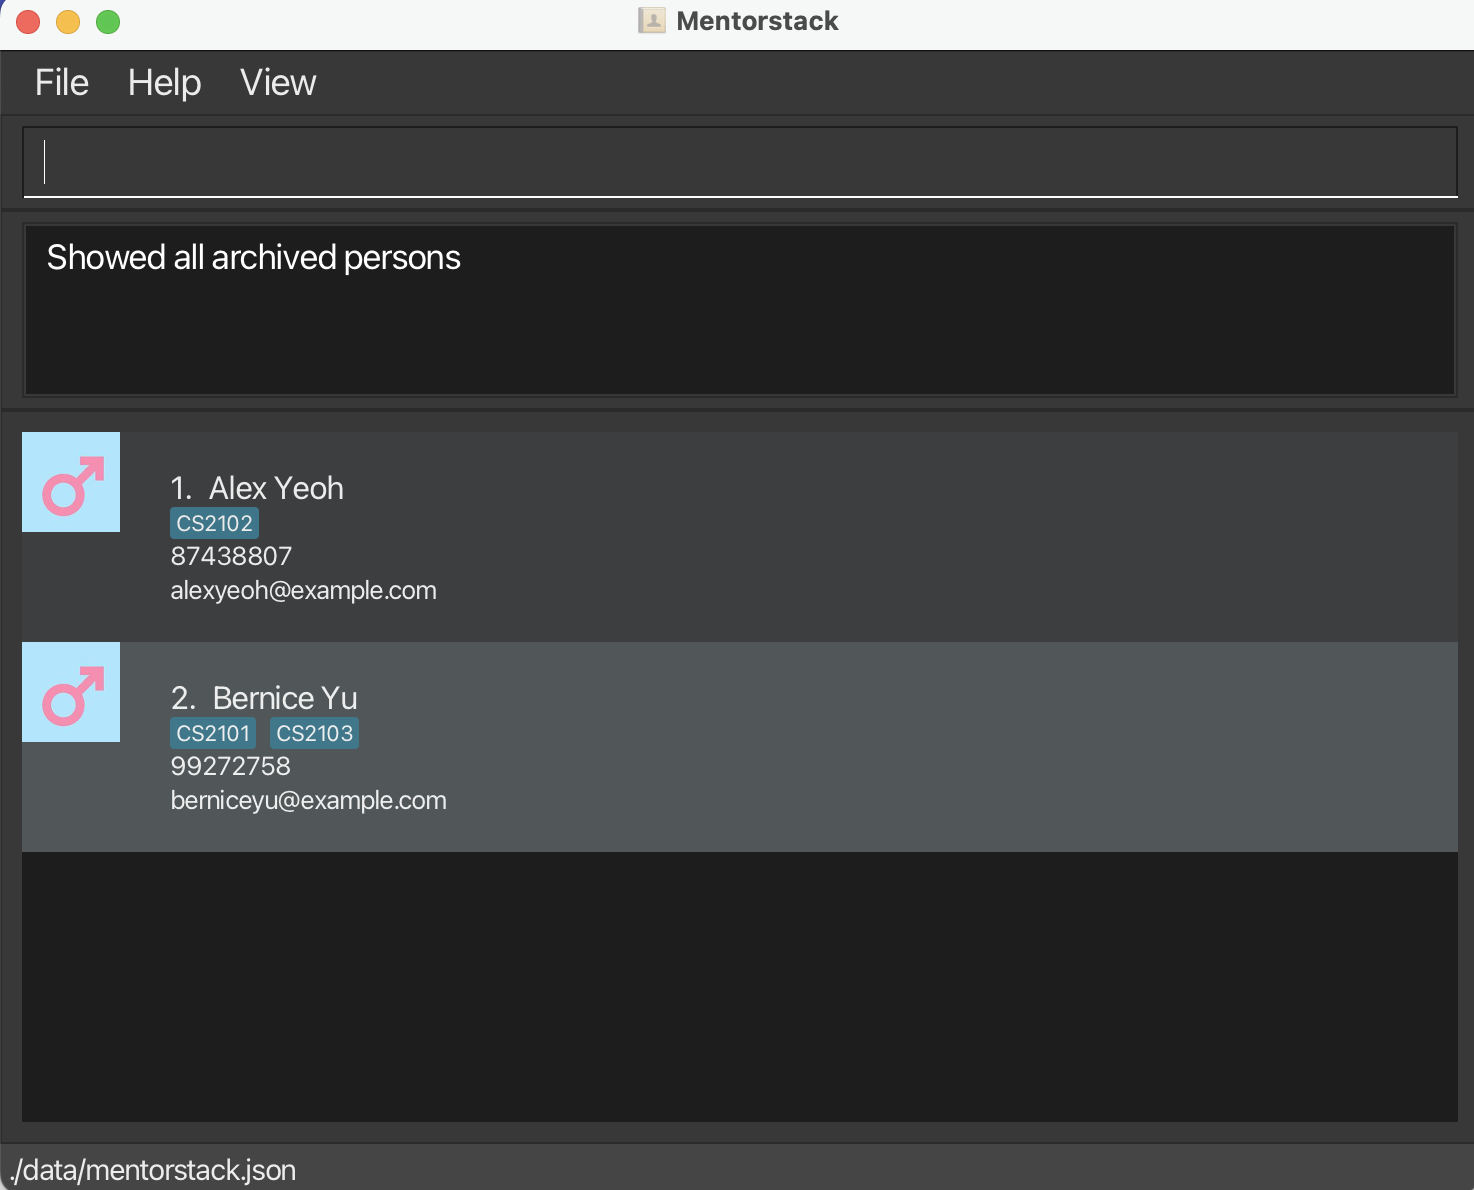 Mentorstack
File Help View
Showed all archived persons
1. Alex Yeoh
CS2102
87438807
alexyeoh@example.com
2. Bernice Yu
CS2101 CS2103
99272758
berniceyu@example.com
./data/mentorstack.json